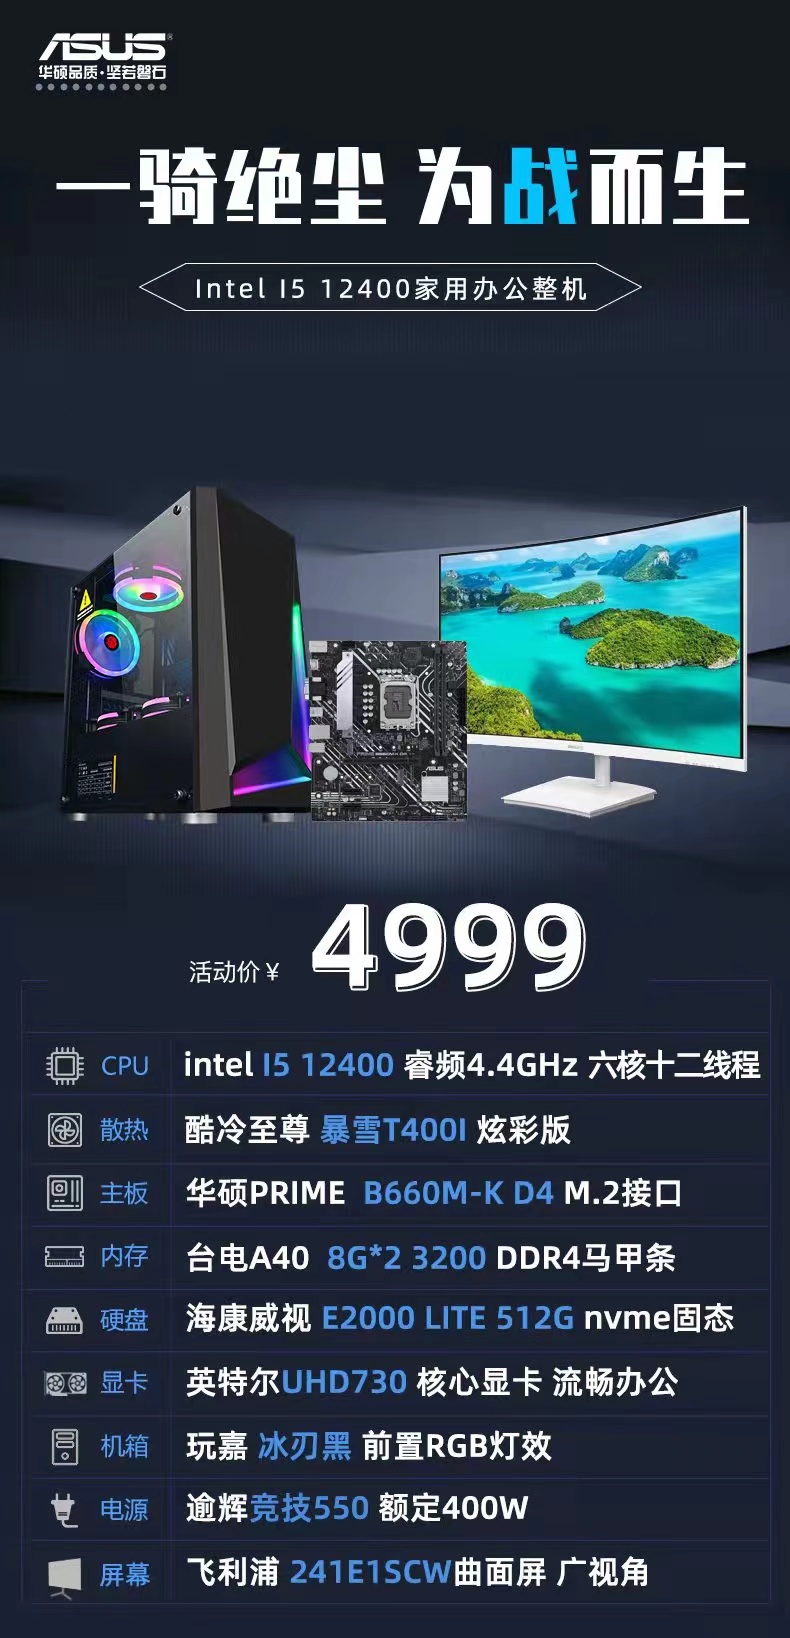 ASUS
华硕品质·坚若磐石
一骑绝尘 为战而生
Intel I5 12400家用办公整机
PRIME B660M-K D4
ASUS
活动价¥ 4999
CPU intel I5 12400 睿频4.4GHz 六核十二线程
散热 酷冷至尊 暴雪T400I 炫彩版
主板 华硕PRIME B660M-K D4 M.2接口
内存 台电A40 8G*2 3200 DDR4马甲条
硬盘 海康威视 E2000 LITE 512G nvme固态
显卡 英特尔UHD730 核心显卡 流畅办公
机箱 玩嘉 冰刃黑 前置RGB灯效
电源 逾辉竞技550 额定400W
屏幕 飞利浦 241E1SCW曲面屏 广视角